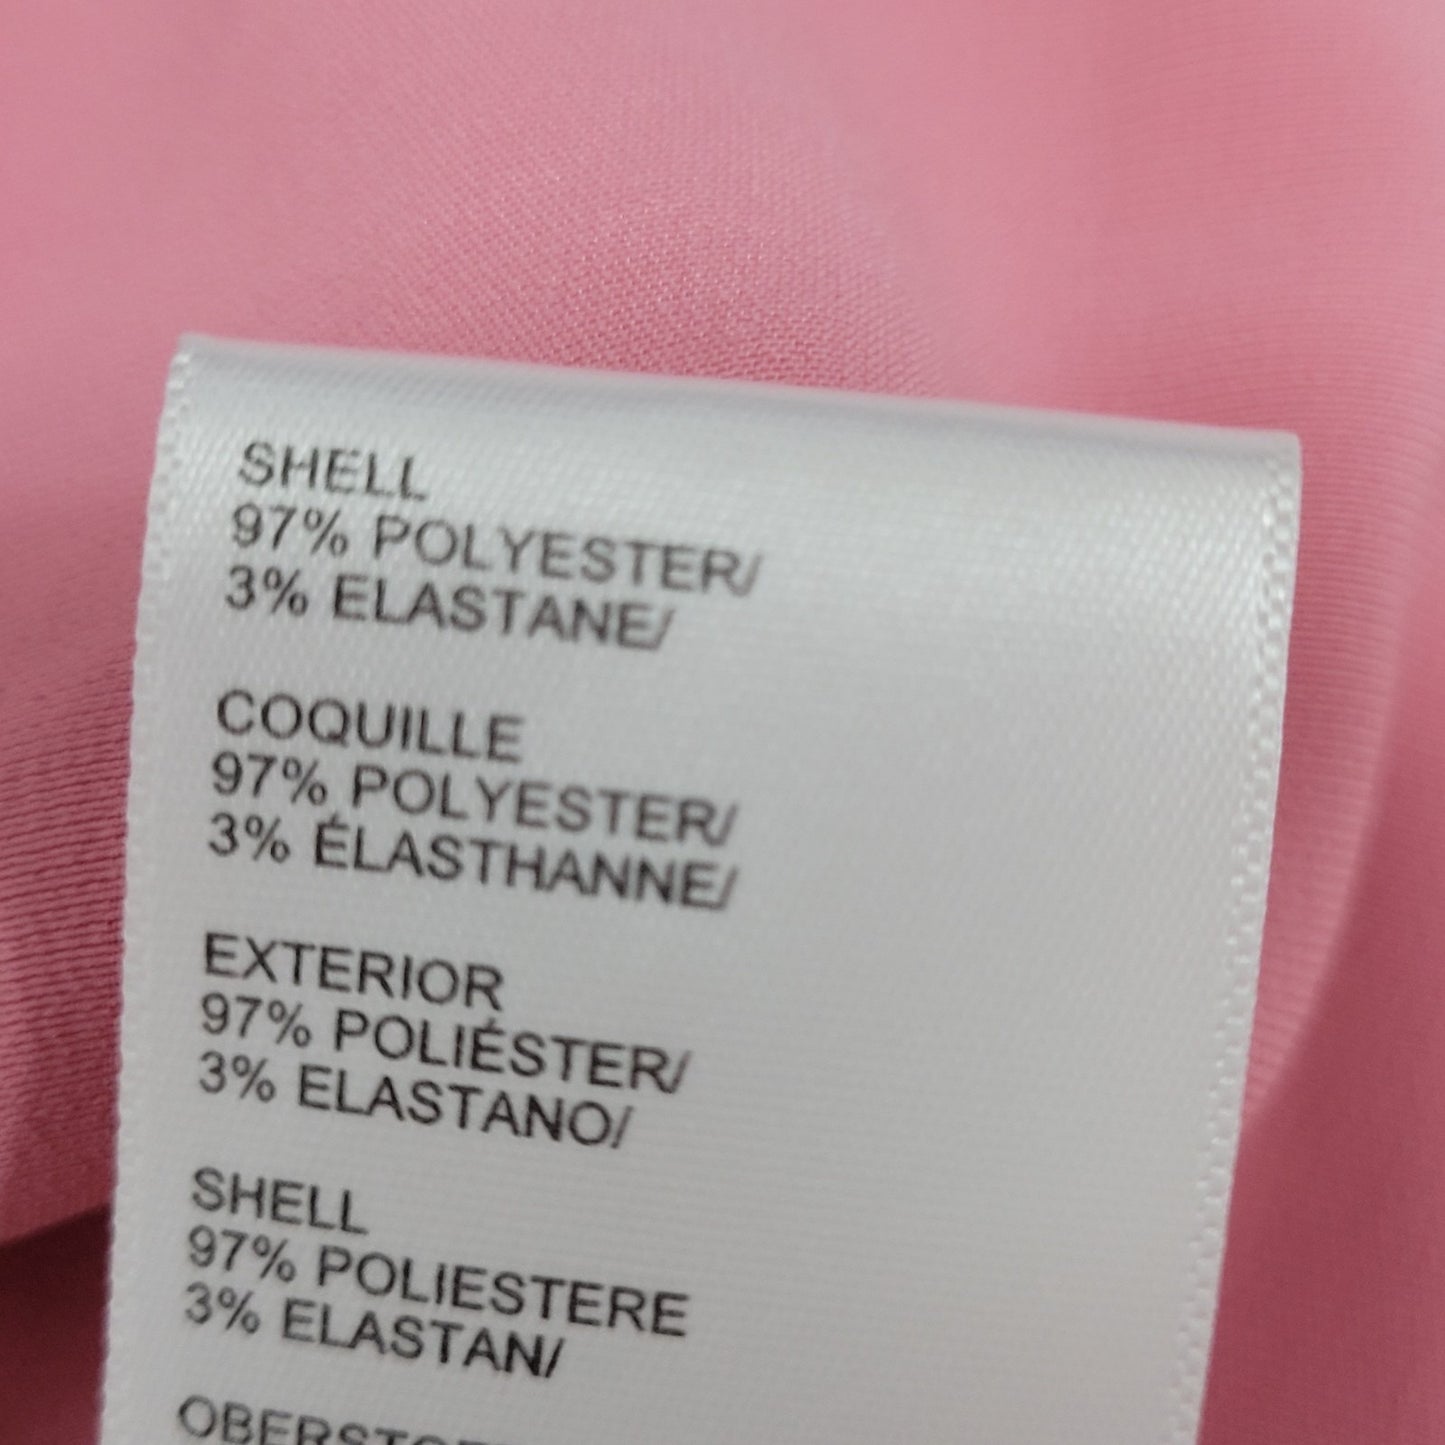 SHELL
97% POLYESTER/
3% ELASTANE/
COQUILLE
97% POLYESTER/
3% ÉLASTHANNE/
EXTERIOR
97% POLIÉSTER/
3% ELASTANO/
SHELL
97% POLIESTERE
3% ELASTAN/